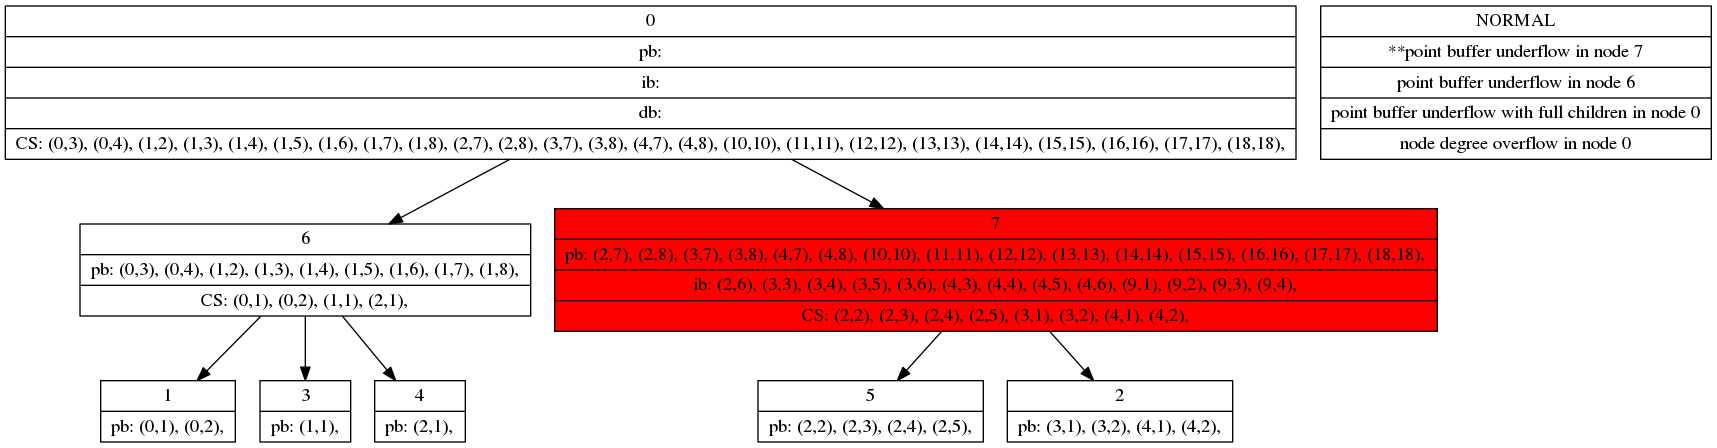 0
pb:
ib:
db:
CS: (0,3), (0,4), (1,2), (1,3), (1,4), (1,5), (1,6), (1,7), (1,8), (2,7), (2,8), (3,7), (3,8), (4,7), (4,8), (10,10), (11,11), (12,12), (13,13), (14,14), (15,15), (16,16), (17,17), (18,18),
NORMAL
**point buffer underflow in node 7
point buffer underflow in node 6
point buffer underflow with full children in node 0
node degree overflow in node 0
6
pb: (0,3), (0,4), (1,2), (1,3), (1,4), (1,5), (1,6), (1,7), (1,8),
CS: (0,1), (0,2), (1,1), (2,1),
7
pb: (2,7), (2,8), (3,7), (3,8), (4,7), (4,8), (10,10), (11,11), (12,12), (13,13), (14,14), (15,15), (16,16), (17,17), (18,18),
ib: (2,6), (3,3), (3,4), (3,5), (3,6), (4,3), (4,4), (4,5), (4,6), (9,1), (9,2), (9,3), (9,4),
CS: (2,2), (2,3), (2,4), (2,5), (3,1), (3,2), (4,1), (4,2),
1
pb: (0,1), (0,2),
3
pb: (1,1),
4
pb: (2,1),
5
pb: (2,2), (2,3), (2,4), (2,5),
2
pb: (3,1), (3,2), (4,1), (4,2),